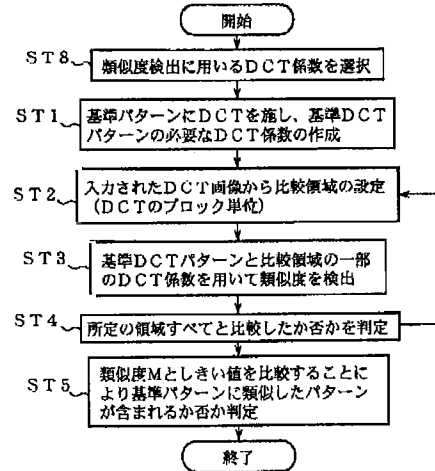 開始
ST8
類似度検出に用いるDCT係数を選択
ST1
基準パターンにDCTを施し、基準DCT
パターンの必要なDCT係数の作成
ST2
入力されたDCT画像から比較領域の設定
(DCTのブロック単位)
ST3
基準DCTパターンと比較領域の一部
のDCT係数を用いて類似度を検出
ST4
所定の領域すべてと比較したか否かを判定
ST5
類似度Mとしきい値を比較することに
より基準パターンに類似したパターン
が含まれるか否か判定
終了